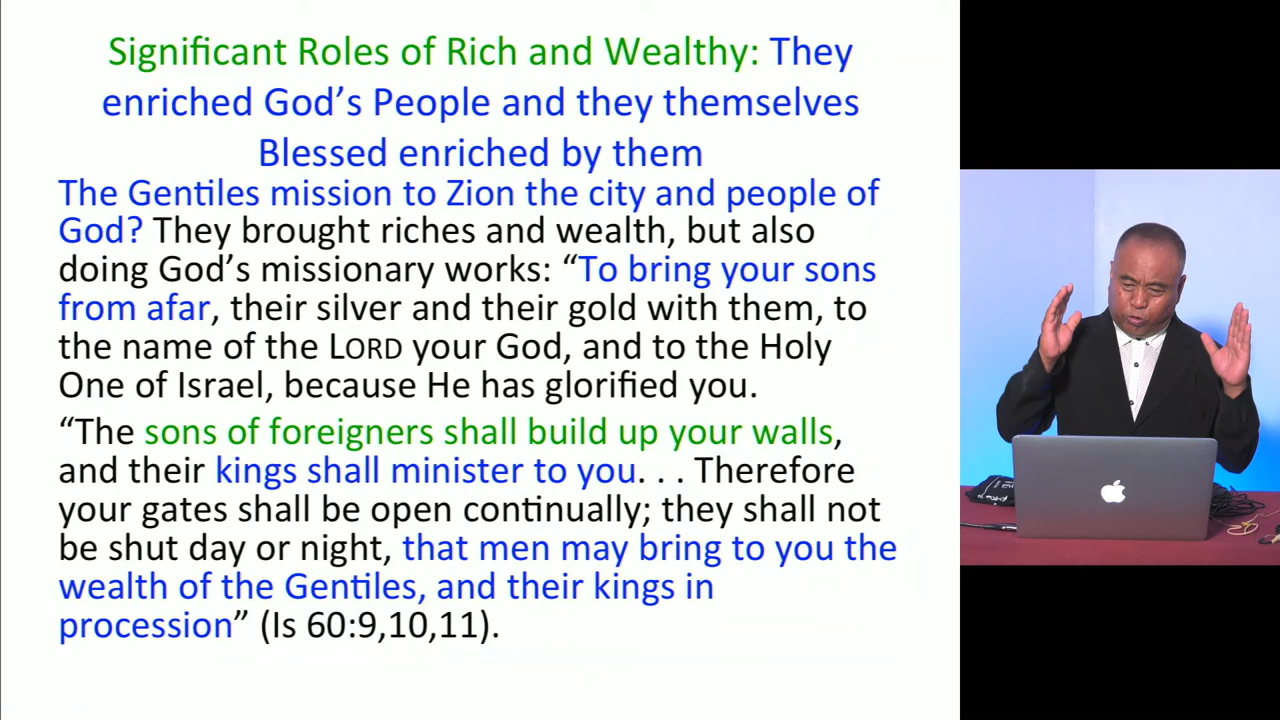 Significant Roles of Rich and Wealthy: They
enriched God’s People and they themselves
Blessed enriched by them
The Gentiles mission to Zion the city and people of
God? They brought riches and wealth, but also
doing God’s missionary works: “To bring your sons
from afar, their silver and their gold with them, to
the name of the LORD your God, and to the Holy
One of Israel, because He has glorified you.
“The sons of foreigners shall build up your walls,
and their kings shall minister to you. . . Therefore
your gates shall be open continually; they shall not
be shut day or night, that men may bring to you the
wealth of the Gentiles, and their kings in
procession” (Is 60:9,10,11).